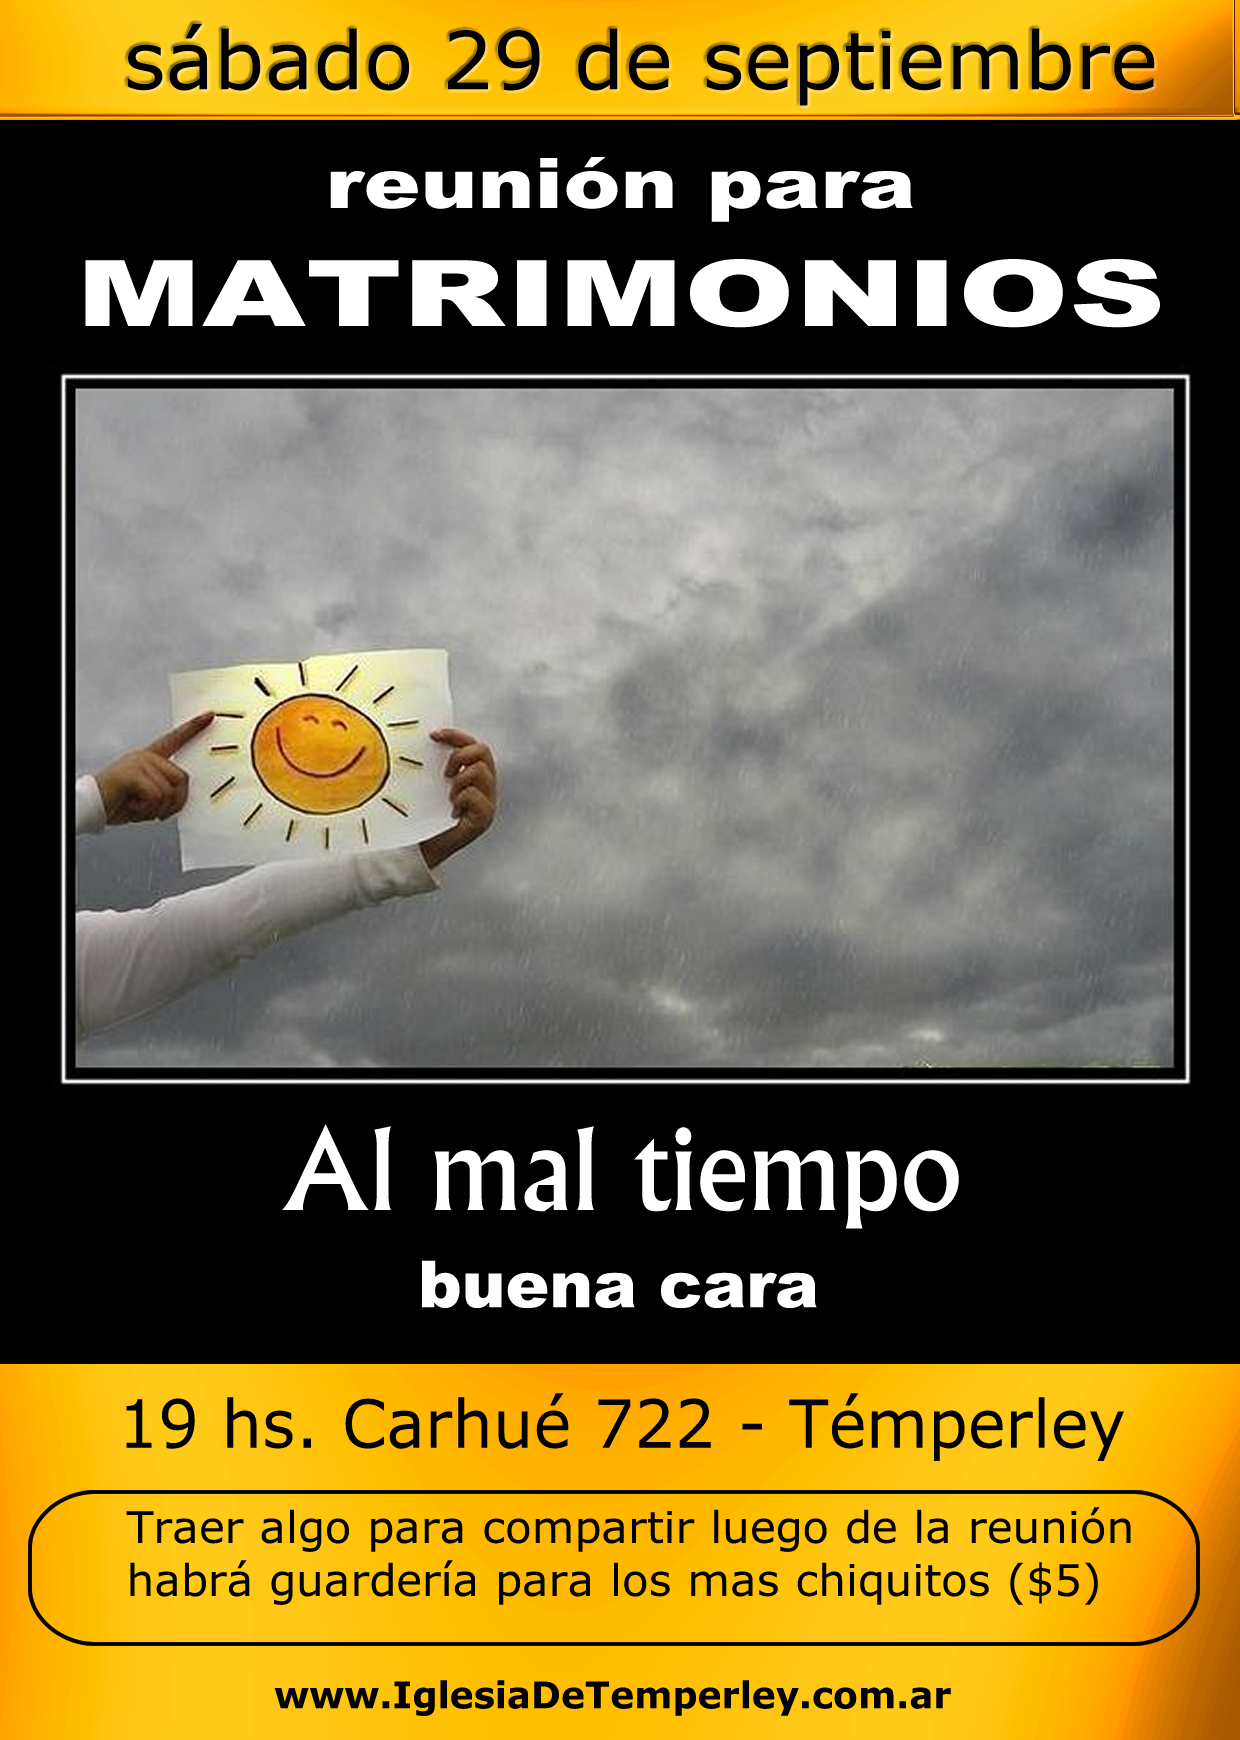 sábado 29 de septiembre
reunión para
MATRIMONIOS
Al mal tiempo
buena cara
19 hs. Carhué 722 - Témperley
Traer algo para compartir luego de la reunión
habrá guardería para los mas chiquitos ($5)
www.IglesiaDeTemperley.com.ar